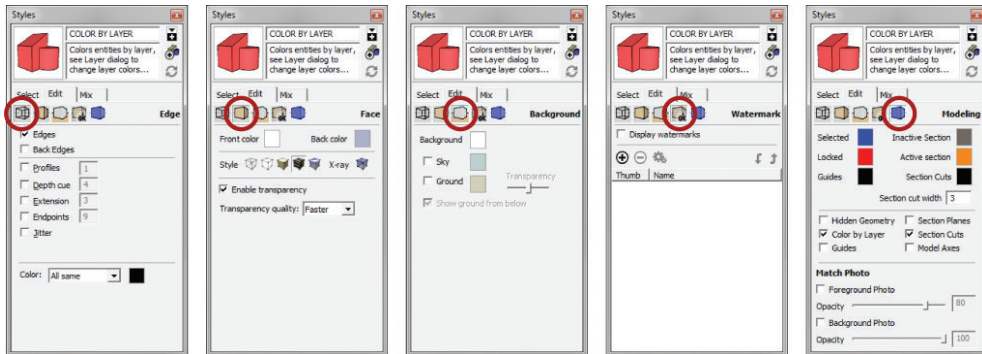 Styles
COLOR BY LAYER
Colors entities by layer,
see Layer dialog to
change layer colors...
Select Edit Mix
Edge
Edges
Back Edges
Profiles 1
Depth cue 4
Extension 3
Endpoints 9
Jitter
Color: All same
Styles
COLOR BY LAYER
Colors entities by layer,
see Layer dialog to
change layer colors...
Select Edit Mix
Face
Front color Back color
Style X-ray
Enable transparency
Transparency quality: Faster
Styles
COLOR BY LAYER
Colors entities by layer,
see Layer dialog to
change layer colors...
Select Edit Mix
Background
Background
Sky
Ground Transparency
Show ground from below
Styles
COLOR BY LAYER
Colors entities by layer,
see Layer dialog to
change layer colors...
Select Edit Mix
Watermark
Display watermarks
Thumb Name
Styles
COLOR BY LAYER
Colors entities by layer,
see Layer dialog to
change layer colors...
Select Edit Mix
Modeling
Selected Inactive Section
Locked Active section
Guides Section Cuts
Section cut width 3
Hidden Geometry Section Planes
Color by Layer Section Cuts
Guides Model Axes
Match Photo
Foreground Photo
Opacity 80
Background Photo
Opacity 100